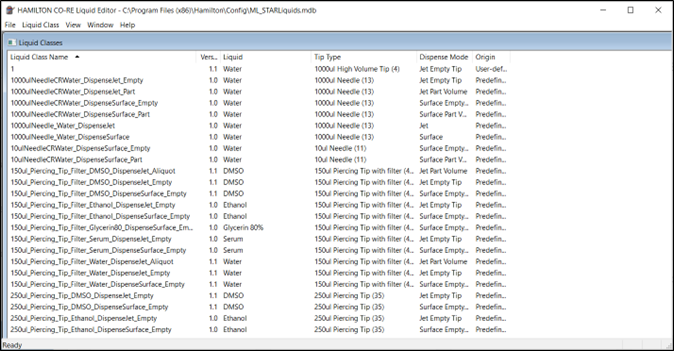 HAMILTON CO-RE Liquid Editor - C:\Program Files (x86)\Hamilton\Config\ML_STARLiquids.mdb
File Liquid Class View Window Help
Liquid Classes
Liquid Class Name Vers... Liquid Tip Type Dispense Mode Origin
1 1.1 Water 1000ul High Volume Tip (4) Jet Empty Tip User-def...
1000ulNeedleCRWater_DispenseJet_Empty 1.0 Water 1000ul Needle (13) Jet Empty Tip Predefin...
1000ulNeedleCRWater_DispenseJet_Part 1.0 Water 1000ul Needle (13) Jet Part Volume Predefin...
1000ulNeedleCRWater_DispenseSurface_Empty 1.0 Water 1000ul Needle (13) Surface Empty... Predefin...
1000ulNeedleCRWater_DispenseSurface_Part 1.0 Water 1000ul Needle (13) Surface Part V... Predefin...
1000ulNeedle_Water_DispenseJet 1.0 Water 1000ul Needle (13) Jet Predefin...
1000ulNeedle_Water_DispenseSurface 1.0 Water 1000ul Needle (13) Surface Predefin...
10ulNeedleCRWater_DispenseSurface_Empty 1.0 Water 10ul Needle (11) Surface Empty... Predefin...
10ulNeedleCRWater_DispenseSurface_Part 1.0 Water 10ul Needle (11) Surface Part V... Predefin...
150ul_Piercing_Tip_Filter_DMSO_DispenseJet_Aliquot 1.1 DMSO 150ul Piercing Tip with filter (4... Jet Part Volume Predefin...
150ul_Piercing_Tip_Filter_DMSO_DispenseJet_Empty 1.1 DMSO 150ul Piercing Tip with filter (4... Jet Empty Tip Predefin...
150ul_Piercing_Tip_Filter_DMSO_DispenseSurface_Empty 1.1 DMSO 150ul Piercing Tip with filter (4... Surface Empty... Predefin...
150ul_Piercing_Tip_Filter_Ethanol_DispenseJet_Empty 1.0 Ethanol 150ul Piercing Tip with filter (4... Jet Empty Tip Predefin...
150ul_Piercing_Tip_Filter_Ethanol_DispenseSurface_Empty 1.0 Ethanol 150ul Piercing Tip with filter (4... Surface Empty... Predefin...
150ul_Piercing_Tip_Filter_Glycerin80_DispenseSurface_Em... 1.0 Glycerin 80% 150ul Piercing Tip with filter (4... Surface Empty... Predefin...
150ul_Piercing_Tip_Filter_Serum_DispenseJet_Empty 1.0 Serum 150ul Piercing Tip with filter (4... Jet Empty Tip Predefin...
150ul_Piercing_Tip_Filter_Serum_DispenseSurface_Empty 1.0 Serum 150ul Piercing Tip with filter (4... Surface Empty... Predefin...
150ul_Piercing_Tip_Filter_Water_DispenseJet_Aliquot 1.1 Water 150ul Piercing Tip with filter (4... Jet Part Volume Predefin...
150ul_Piercing_Tip_Filter_Water_DispenseJet_Empty 1.1 Water 150ul Piercing Tip with filter (4... Jet Empty Tip Predefin...
150ul_Piercing_Tip_Filter_Water_DispenseSurface_Empty 1.1 Water 150ul Piercing Tip with filter (4... Surface Empty... Predefin...
250ul_Piercing_Tip_DMSO_DispenseJet_Empty 1.1 DMSO 250ul Piercing Tip (35) Jet Empty Tip Predefin...
250ul_Piercing_Tip_DMSO_DispenseSurface_Empty 1.1 DMSO 250ul Piercing Tip (35) Surface Empty... Predefin...
250ul_Piercing_Tip_Ethanol_DispenseJet_Empty 1.0 Ethanol 250ul Piercing Tip (35) Jet Empty Tip Predefin...
250ul_Piercing_Tip_Ethanol_DispenseSurface_Empty 1.0 Ethanol 250ul Piercing Tip (35) Surface Empty... Predefin...
Ready